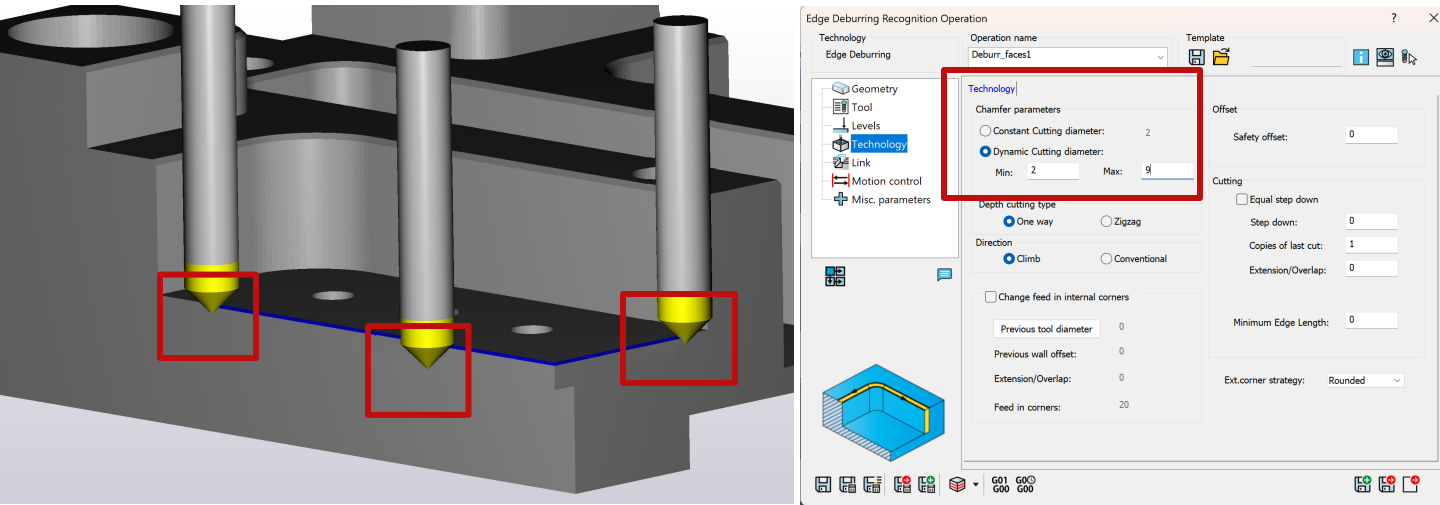 Edge Deburring Recognition Operation
?
X
Technology
Operation name
Template
Edge Deburring
Deburr_faces1
Geometry
Tool
Levels
Technology
Link
Motion control
Misc. parameters
Technology
Chamfer parameters
Constant Cutting diameter: 2
Dynamic Cutting diameter:
Min: 2 Max: 9
Depth cutting type
One way Zigzag
Direction
Climb Conventional
Change feed in internal corners
Previous tool diameter 0
Previous wall offset: 0
Extension/Overlap: 0
Feed in corners: 20
Offset
Safety offset: 0
Cutting
Equal step down
Step down: 0
Copies of last cut: 1
Extension/Overlap: 0
Minimum Edge Length: 0
Ext.corner strategy: Rounded
G01 G00
G00 G00